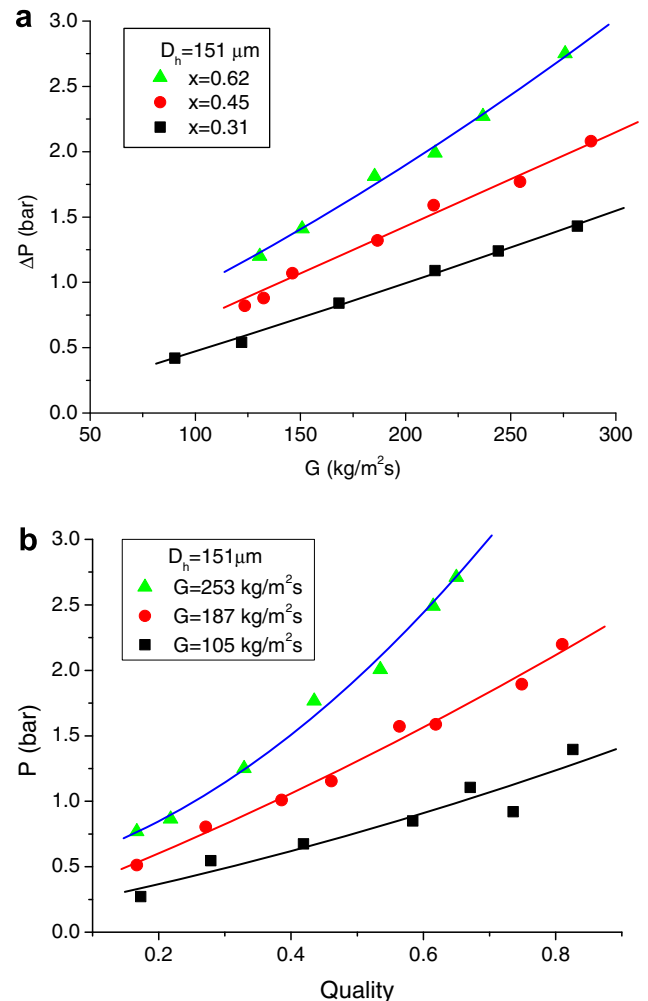 a
3.0
2.5
2.0
1.5
1.0
0.5
0.0
ΔP (bar)
D_h=151 μm
x=0.62
x=0.45
x=0.31
50 100 150 200 250 300
G (kg/m²s)
b
3.0
2.5
2.0
1.5
1.0
0.5
0.0
P (bar)
D_h=151μm
G=253 kg/m²s
G=187 kg/m²s
G=105 kg/m²s
0.2 0.4 0.6 0.8
Quality